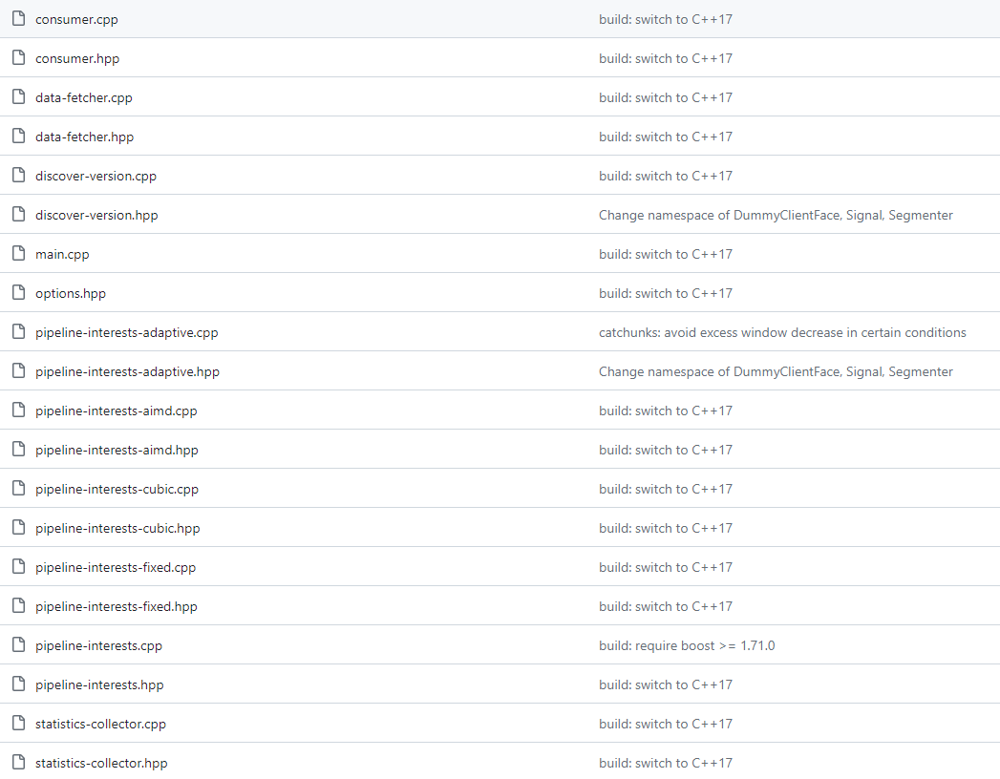 consumer.cpp build: switch to C++17
consumer.hpp build: switch to C++17
data-fetcher.cpp build: switch to C++17
data-fetcher.hpp build: switch to C++17
discover-version.cpp build: switch to C++17
discover-version.hpp Change namespace of DummyClientFace, Signal, Segmenter
main.cpp build: switch to C++17
options.hpp build: switch to C++17
pipeline-interests-adaptive.cpp catchunks: avoid excess window decrease in certain conditions
pipeline-interests-adaptive.hpp Change namespace of DummyClientFace, Signal, Segmenter
pipeline-interests-aimd.cpp build: switch to C++17
pipeline-interests-aimd.hpp build: switch to C++17
pipeline-interests-cubic.cpp build: switch to C++17
pipeline-interests-cubic.hpp build: switch to C++17
pipeline-interests-fixed.cpp build: switch to C++17
pipeline-interests-fixed.hpp build: switch to C++17
pipeline-interests.cpp build: require boost >= 1.71.0
pipeline-interests.hpp build: switch to C++17
statistics-collector.cpp build: switch to C++17
statistics-collector.hpp build: switch to C++17